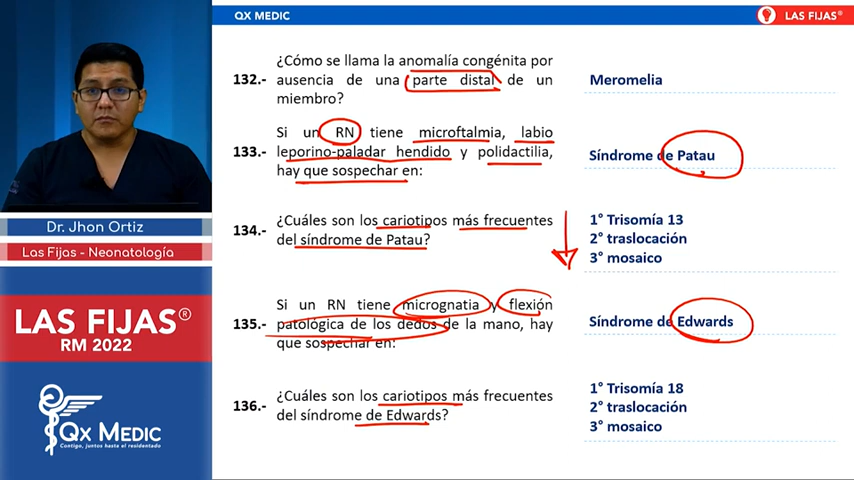 QX MEDIC
LAS FIJAS®
¿Cómo se llama la anomalía congénita por
132.- ausencia de una parte distal de un
miembro?
Meromelia
Si un RN tiene microftalmia, labio
133.- leporino-paladar hendido y polidactilia,
hay que sospechar en:
Síndrome de Patau
¿Cuáles son los cariotipos más frecuentes
134.- del síndrome de Patau?
1° Trisomía 13
2° traslocación
3° mosaico
Si un RN tiene micrognatia y flexión
135.- patológica de los dedos de la mano, hay
que sospechar en:
Síndrome de Edwards
¿Cuáles son los cariotipos más frecuentes
136.- del síndrome de Edwards?
1° Trisomía 18
2° traslocación
3° mosaico
Dr. Jhon Ortiz
Las Fijas - Neonatología
LAS FIJAS®
RM 2022
QX MEDIC
Contigo, juntos hasta el residentado